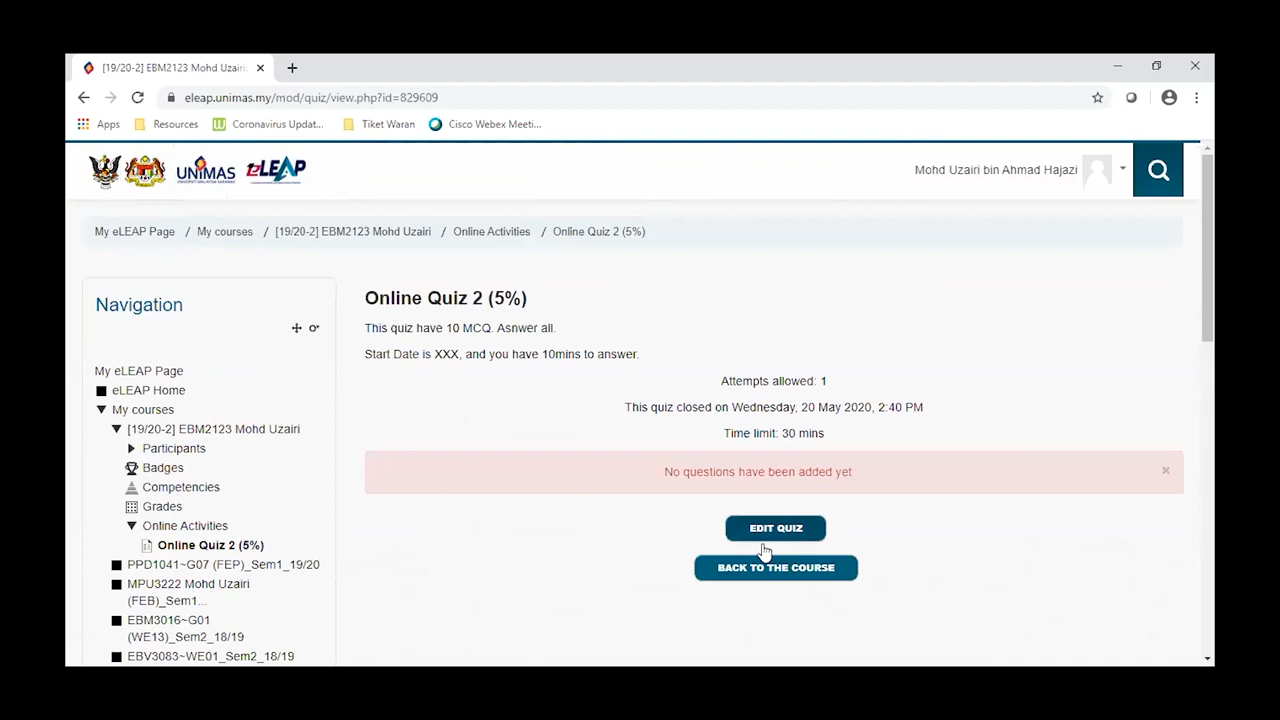 [19/20-2] EBM2123 Mohd Uzairi:
eleap.unimas.my/mod/quiz/view.php?id=829609
Apps Resources Coronavirus Updat... Tiket Waran Cisco Webex Meeti...
UNIMAS eLEAP
Mohd Uzairi bin Ahmad Hajazi
My eLEAP Page / My courses / [19/20-2] EBM2123 Mohd Uzairi / Online Activities / Online Quiz 2 (5%)
Navigation
My eLEAP Page
eLEAP Home
My courses
[19/20-2] EBM2123 Mohd Uzairi
Participants
Badges
Competencies
Grades
Online Activities
Online Quiz 2 (5%)
PPD1041~G07 (FEP)_Sem1_19/20
MPU3222 Mohd Uzairi
(FEB)_Sem1...
EBM3016~G01
(WE13)_Sem2_18/19
EBV3083~WE01_Sem2_18/19
Online Quiz 2 (5%)
This quiz have 10 MCQ. Asnwer all.
Start Date is XXX, and you have 10mins to answer.
Attempts allowed: 1
This quiz closed on Wednesday, 20 May 2020, 2:40 PM
Time limit: 30 mins
No questions have been added yet
EDIT QUIZ
BACK TO THE COURSE